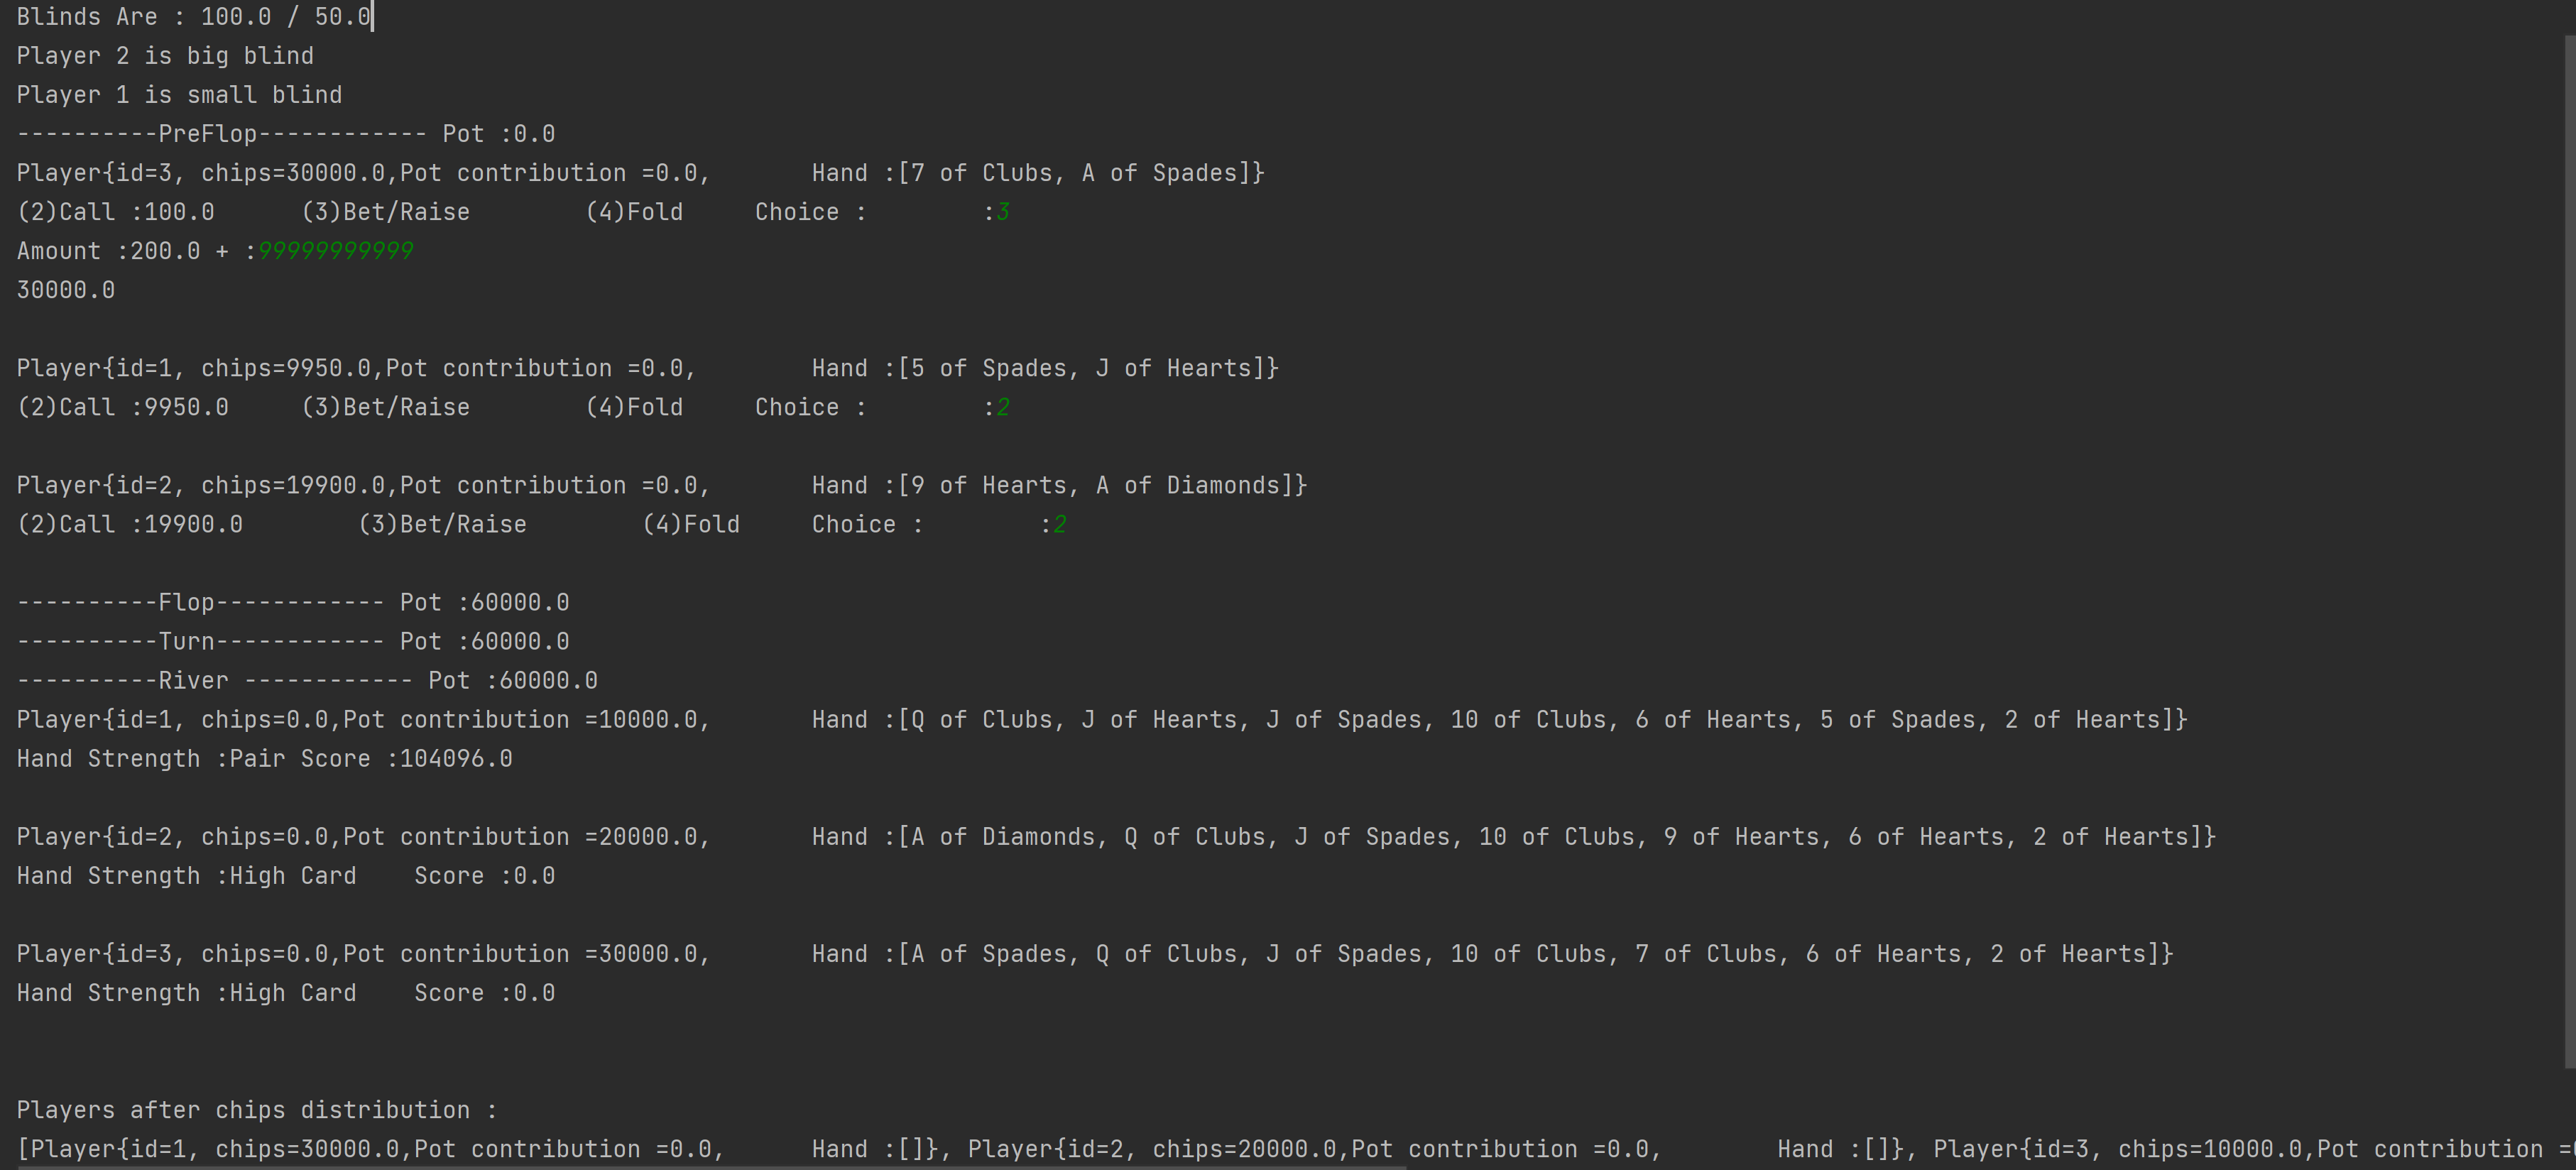 Blinds Are : 100.0 / 50.0
Player 2 is big blind
Player 1 is small blind
----------PreFlop------------ Pot :0.0
Player{id=3, chips=30000.0,Pot contribution =0.0,       Hand :[7 of Clubs, A of Spades]}
(2)Call :100.0      (3)Bet/Raise        (4)Fold     Choice :        :3
Amount :200.0 + :99999999999
30000.0
Player{id=1, chips=9950.0,Pot contribution =0.0,        Hand :[5 of Spades, J of Hearts]}
(2)Call :9950.0     (3)Bet/Raise        (4)Fold     Choice :        :2
Player{id=2, chips=19900.0,Pot contribution =0.0,       Hand :[9 of Hearts, A of Diamonds]}
(2)Call :19900.0        (3)Bet/Raise        (4)Fold     Choice :        :2
----------Flop------------ Pot :60000.0
----------Turn------------ Pot :60000.0
----------River ------------ Pot :60000.0
Player{id=1, chips=0.0,Pot contribution =10000.0,       Hand :[Q of Clubs, J of Hearts, J of Spades, 10 of Clubs, 6 of Hearts, 5 of Spades, 2 of Hearts]}
Hand Strength :Pair Score :104096.0
Player{id=2, chips=0.0,Pot contribution =20000.0,       Hand :[A of Diamonds, Q of Clubs, J of Spades, 10 of Clubs, 9 of Hearts, 6 of Hearts, 2 of Hearts]}
Hand Strength :High Card    Score :0.0
Player{id=3, chips=0.0,Pot contribution =30000.0,       Hand :[A of Spades, Q of Clubs, J of Spades, 10 of Clubs, 7 of Clubs, 6 of Hearts, 2 of Hearts]}
Hand Strength :High Card    Score :0.0
Players after chips distribution :
[Player{id=1, chips=30000.0,Pot contribution =0.0,      Hand :[]}, Player{id=2, chips=20000.0,Pot contribution =0.0,        Hand :[]}, Player{id=3, chips=10000.0,Pot contribution =